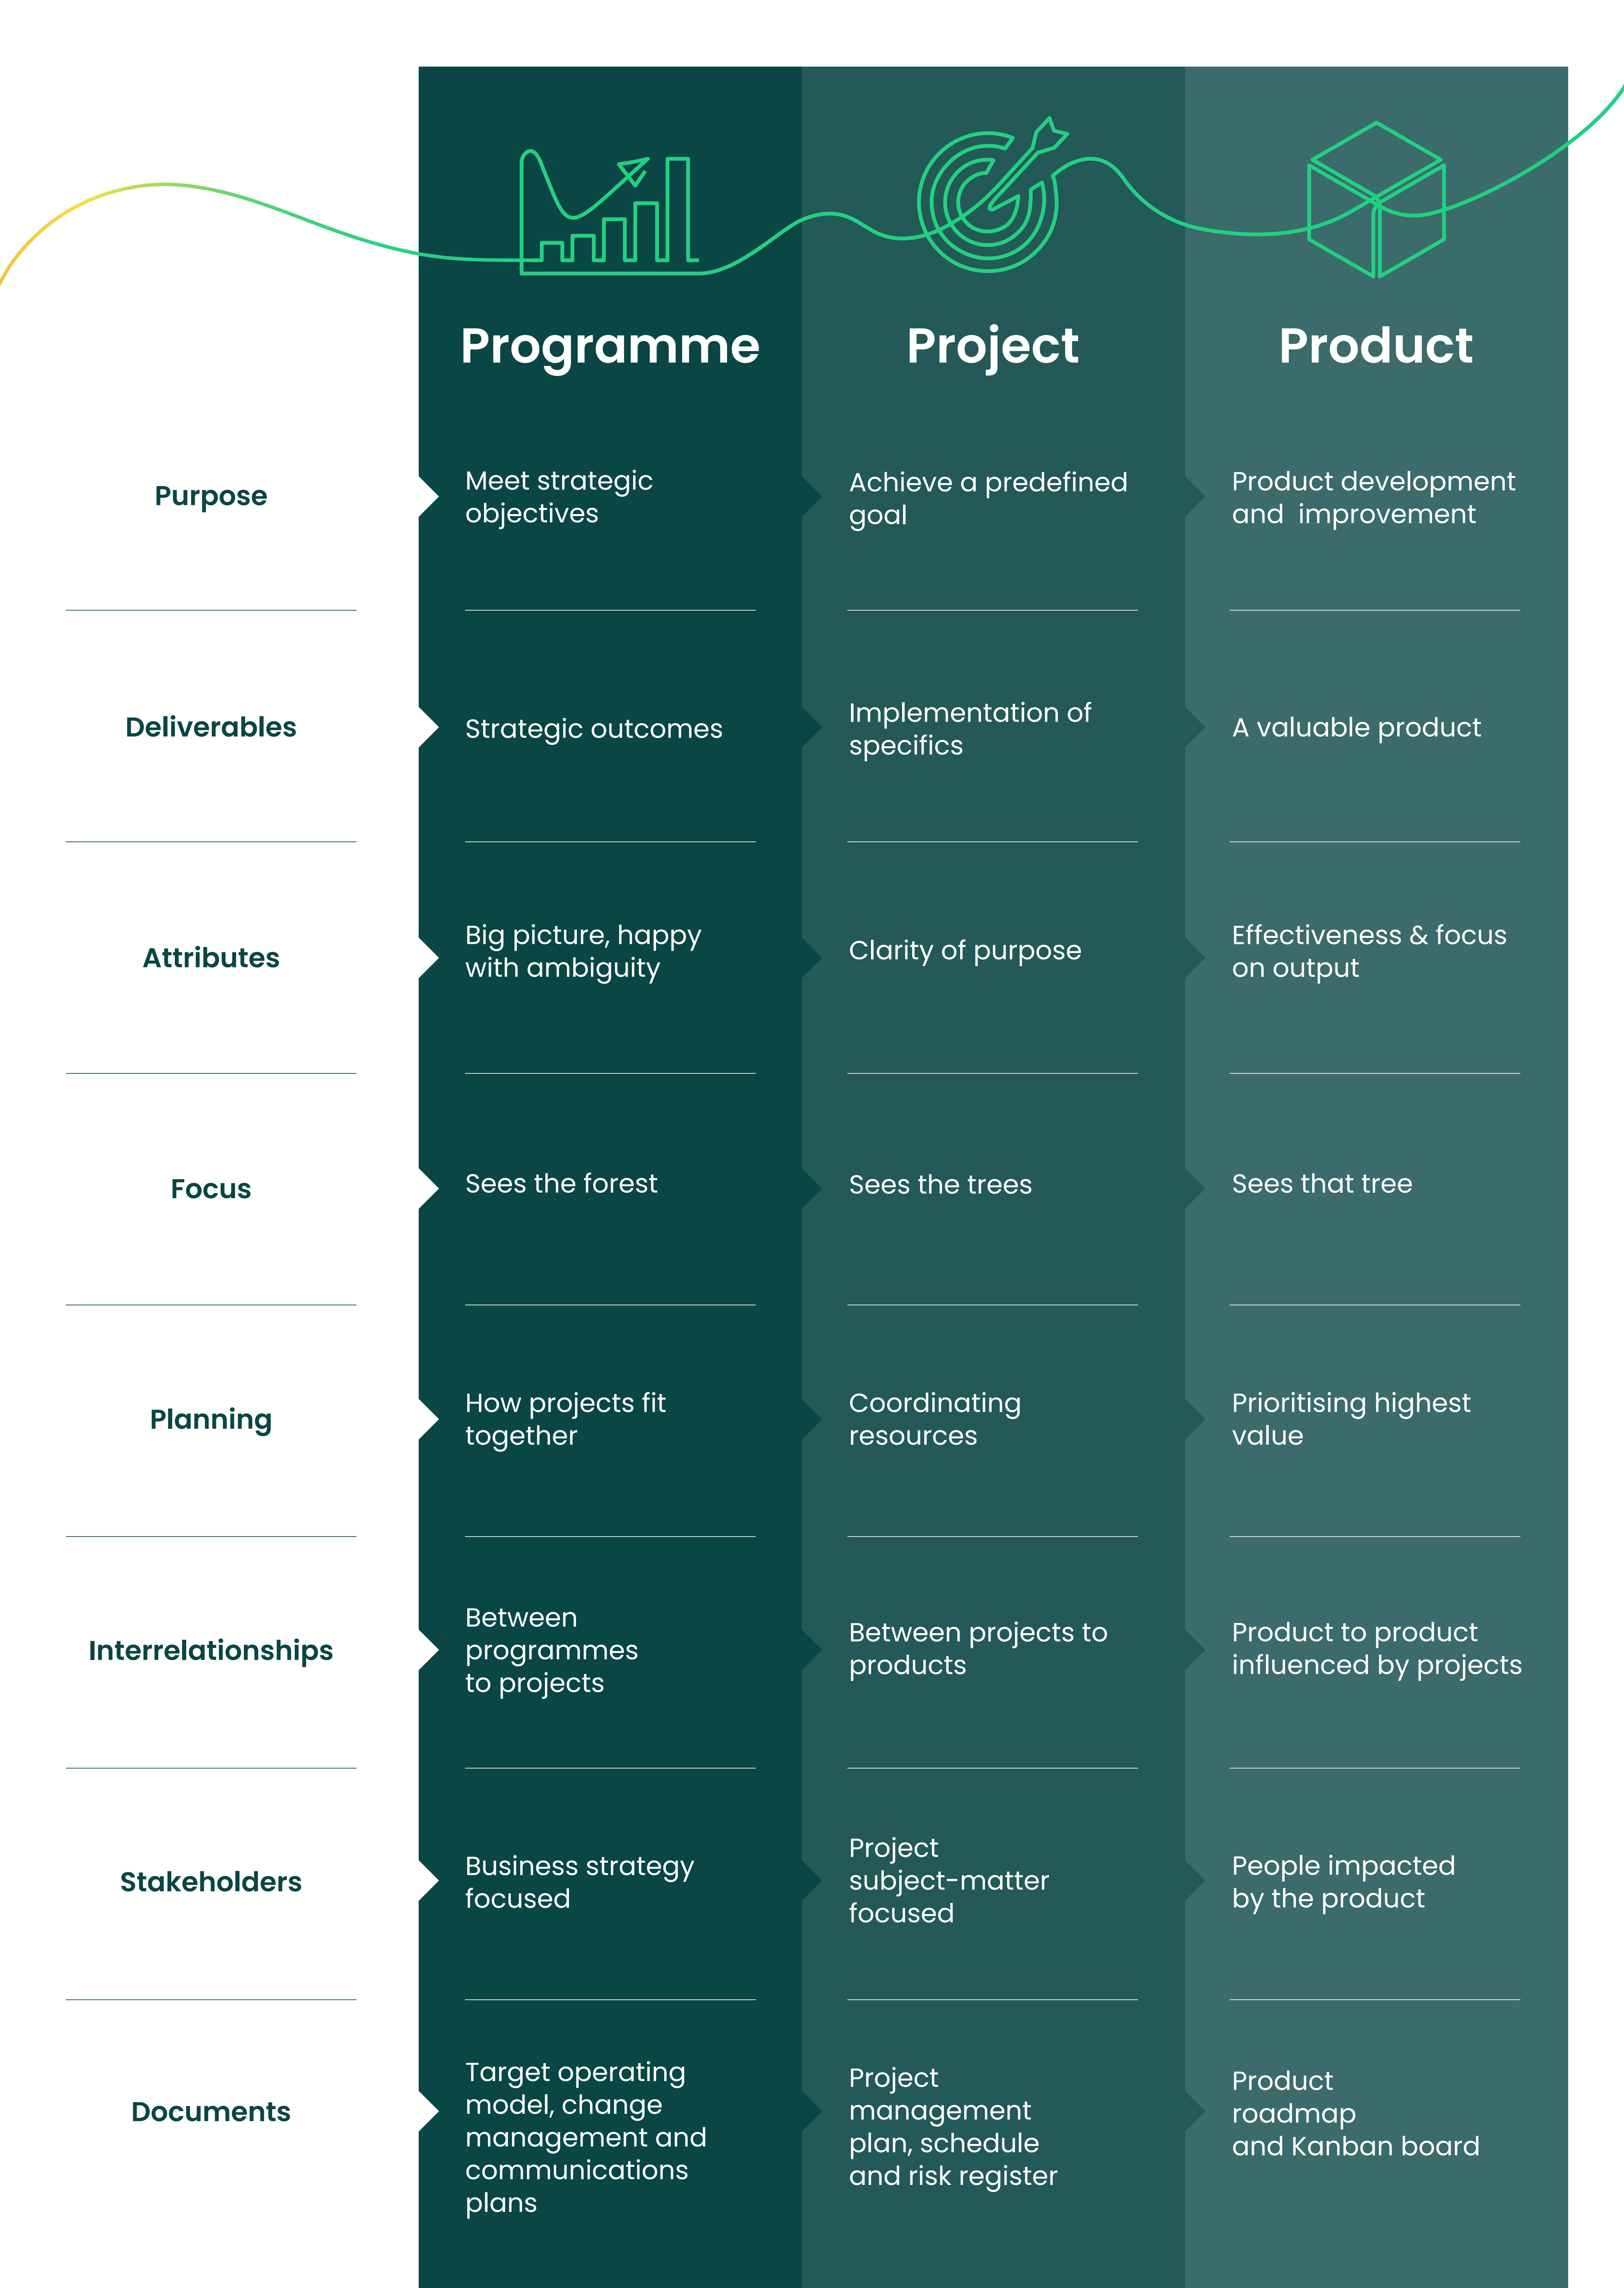 Programme
Project
Product
Purpose
Meet strategic
objectives
Achieve a predefined
goal
Product development
and  improvement
Deliverables
Strategic outcomes
Implementation of
specifics
A valuable product
Attributes
Big picture, happy
with ambiguity
Clarity of purpose
Effectiveness & focus
on output
Focus
Sees the forest
Sees the trees
Sees that tree
Planning
How projects fit
together
Coordinating
resources
Prioritising highest
value
Interrelationships
Between
programmes
to projects
Between projects to
products
Product to product
influenced by projects
Stakeholders
Business strategy
focused
Project
subject-matter
focused
People impacted
by the product
Documents
Target operating
model, change
management and
communications
plans
Project
management
plan, schedule
and risk register
Product
roadmap
and Kanban board